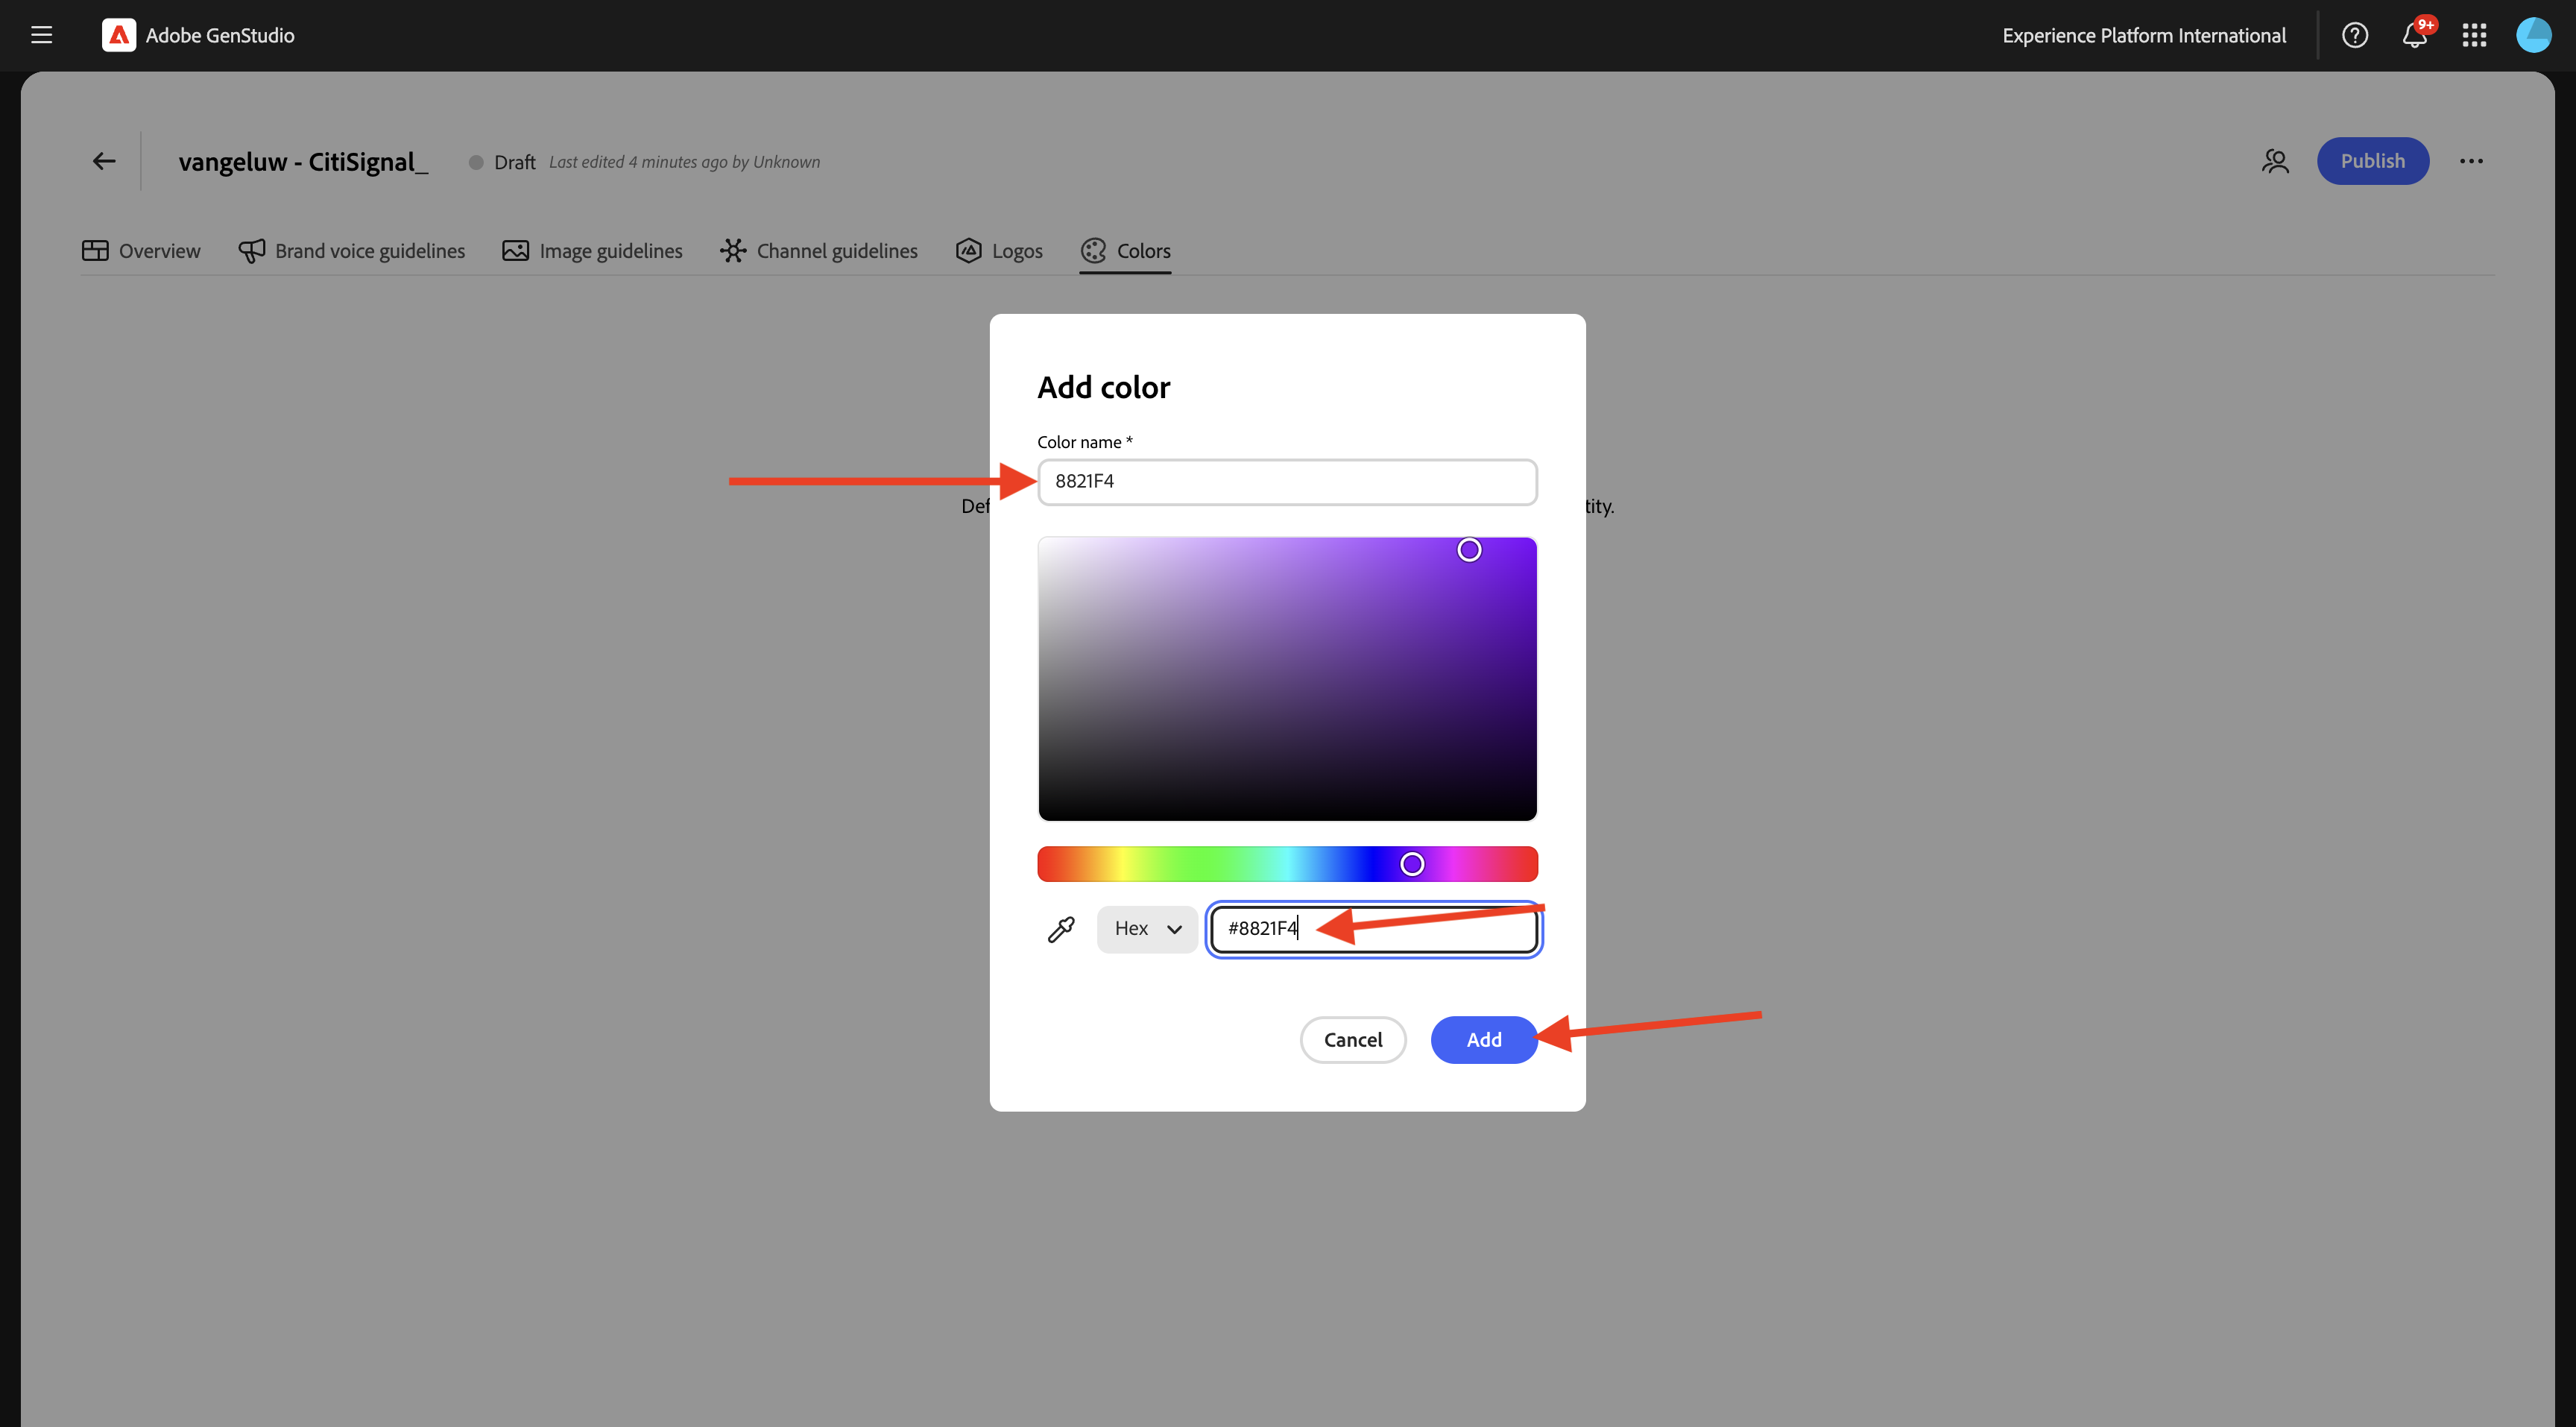 Adobe GenStudio
Experience Platform International
9+
vangeluw - CitiSignal_
Draft
Last edited 4 minutes ago by Unknown
Publish
Overview
Brand voice guidelines
Image guidelines
Channel guidelines
Logos
Colors
Add color
Color name *
8821F4
Def
tity.
Hex
#8821F4
Cancel
Add